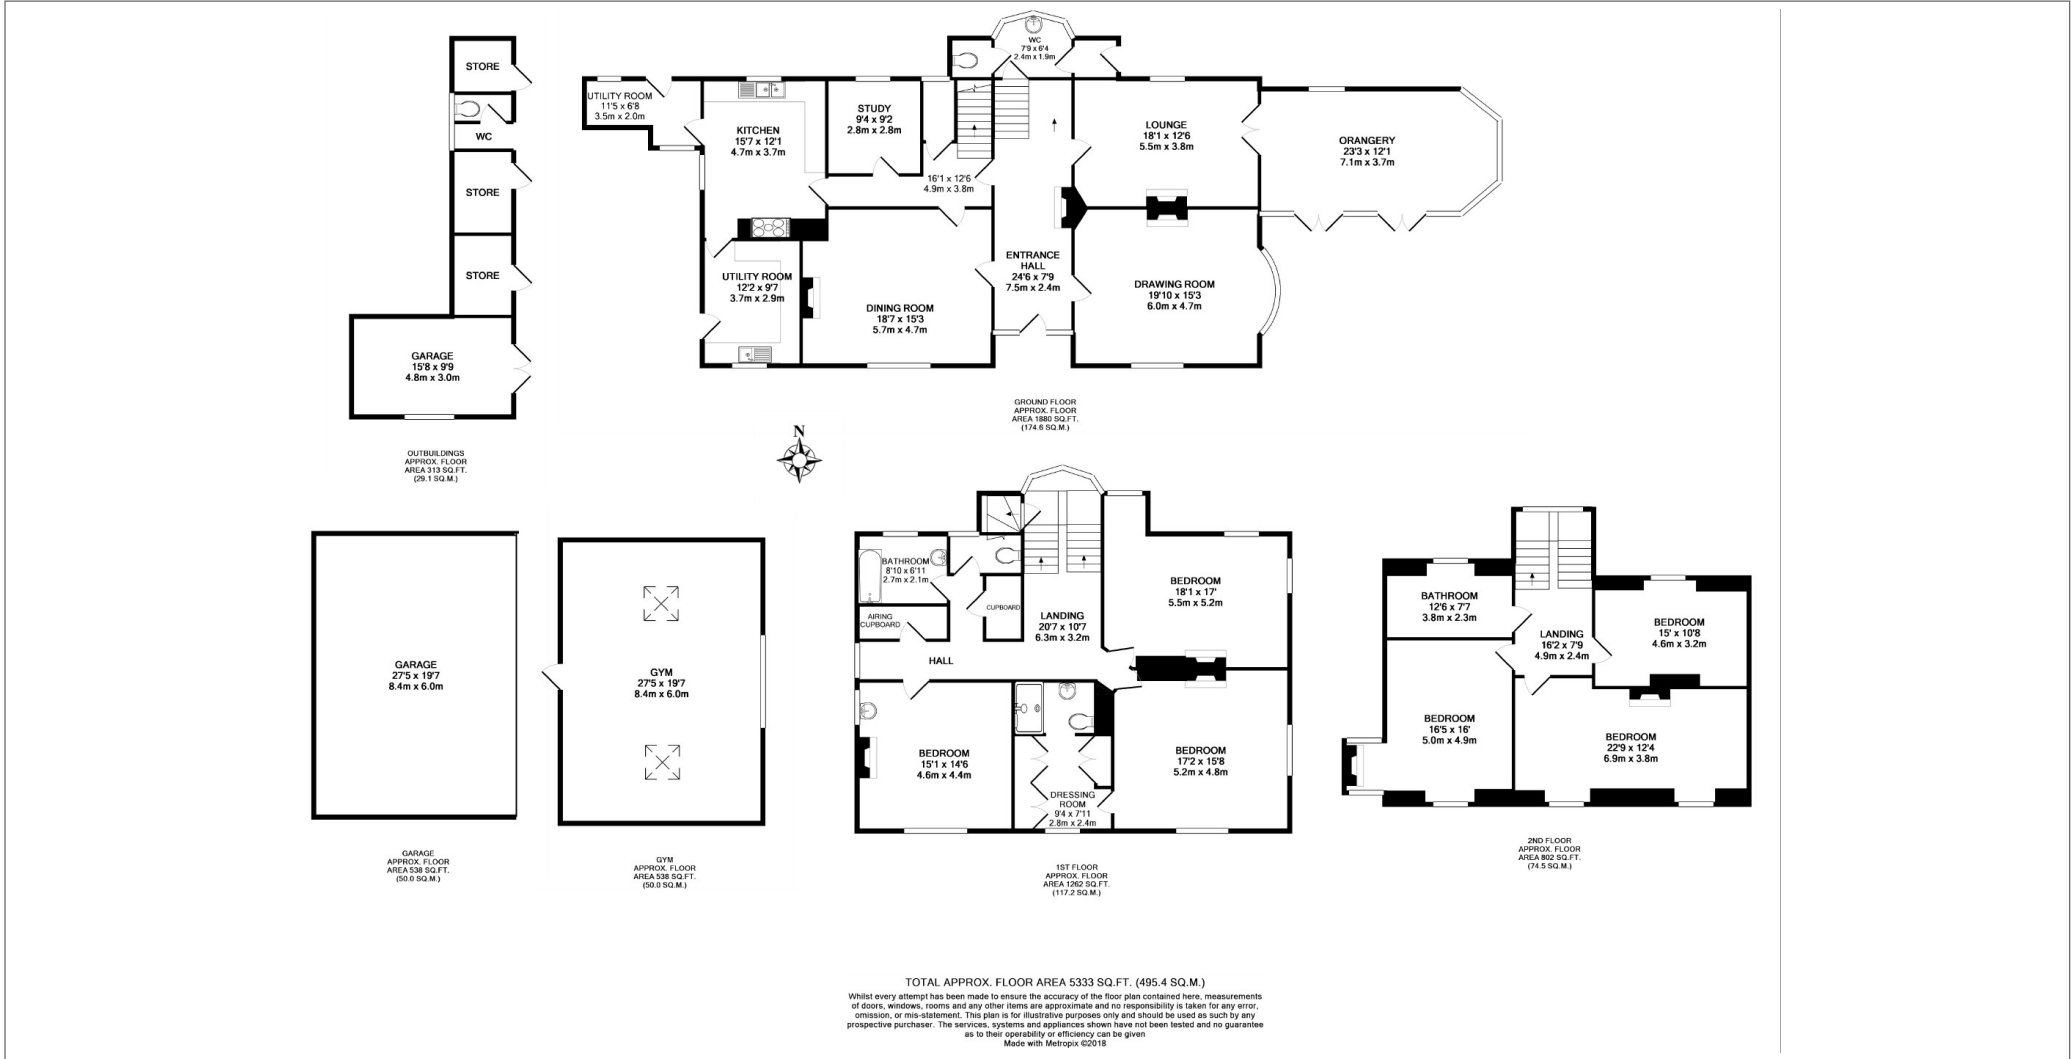 STORE
WC
STORE
STORE
GARAGE
15'8 x 9'9
4.8m x 3.0m
OUTBUILDINGS
APPROX. FLOOR
AREA 313 SQ.FT.
(29.1 SQ.M.)
UTILITY ROOM
11'5 x 6'8
3.5m x 2.0m
KITCHEN
15'7 x 12'1
4.7m x 3.7m
STUDY
9'4 x 9'2
2.8m x 2.8m
WC
7'9 x 6'4
2.4m x 1.9m
16'1 x 12'6
4.9m x 3.8m
LOUNGE
18'1 x 12'6
5.5m x 3.8m
ORANGERY
23'3 x 12'1
7.1m x 3.7m
UTILITY ROOM
12'2 x 9'7
3.7m x 2.9m
DINING ROOM
18'7 x 15'3
5.7m x 4.7m
ENTRANCE
HALL
24'6 x 7'9
7.5m x 2.4m
DRAWING ROOM
19'10 x 15'3
6.0m x 4.7m
GROUND FLOOR
APPROX. FLOOR
AREA 1880 SQ.FT.
(174.6 SQ.M.)
N
GARAGE
27'5 x 19'7
8.4m x 6.0m
GARAGE
APPROX. FLOOR
AREA 538 SQ.FT.
(50.0 SQ.M.)
GYM
27'5 x 19'7
8.4m x 6.0m
GYM
APPROX. FLOOR
AREA 538 SQ.FT.
(50.0 SQ.M.)
BATHROOM
8'10 x 6'11
2.7m x 2.1m
AIRING
CUPBOARD
CUPBOARD
LANDING
20'7 x 10'7
6.3m x 3.2m
HALL
BEDROOM
18'1 x 17'
5.5m x 5.2m
BEDROOM
15'1 x 14'6
4.6m x 4.4m
DRESSING
ROOM
9'4 x 7'11
2.8m x 2.4m
BEDROOM
17'2 x 15'8
5.2m x 4.8m
1ST FLOOR
APPROX. FLOOR
AREA 1262 SQ.FT.
(117.2 SQ.M.)
BATHROOM
12'6 x 7'7
3.8m x 2.3m
LANDING
16'2 x 7'9
4.9m x 2.4m
BEDROOM
15' x 10'8
4.6m x 3.2m
BEDROOM
16'5 x 16'
5.0m x 4.9m
BEDROOM
22'9 x 12'4
6.9m x 3.8m
2ND FLOOR
APPROX. FLOOR
AREA 802 SQ.FT.
(74.5 SQ.M.)
TOTAL APPROX. FLOOR AREA 5333 SQ.FT. (495.4 SQ.M.)
Whilst every attempt has been made to ensure the accuracy of the floor plan contained here, measurements
of doors, windows, rooms and any other items are approximate and no responsibility is taken for any error,
omission, or mis-statement. This plan is for illustrative purposes only and should be used as such by any
prospective purchaser. The services, systems and appliances shown have not been tested and no guarantee
as to their operability or efficiency can be given
Made with Metropix ©2018